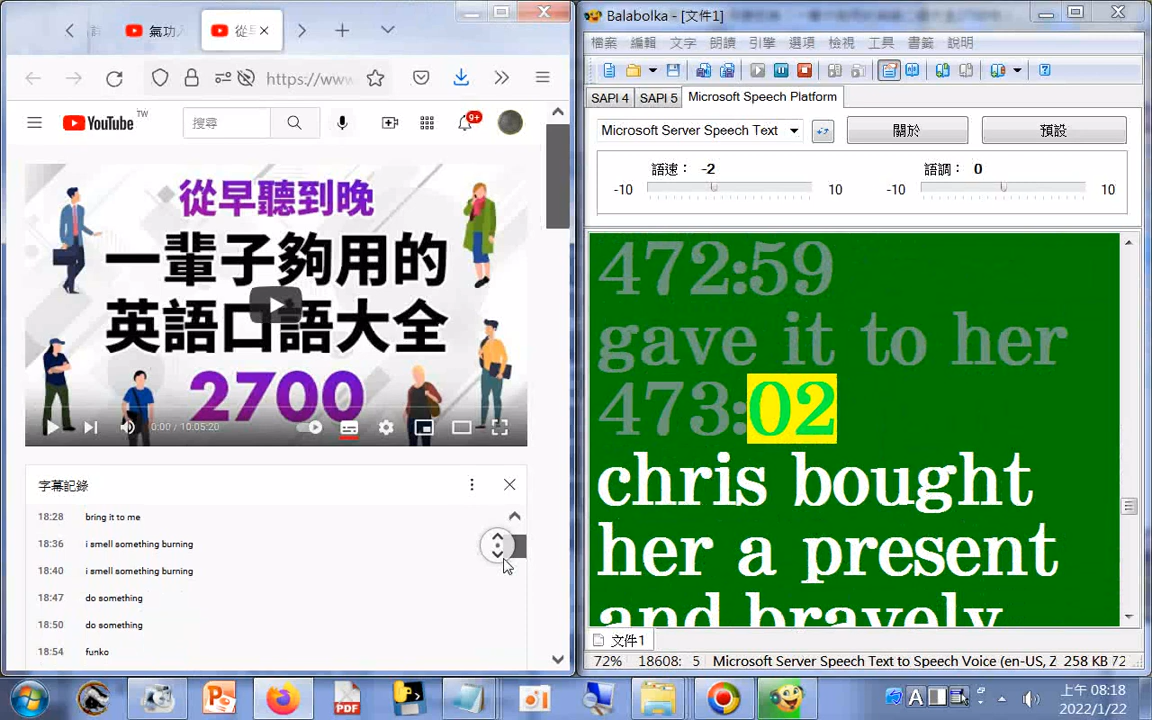 氣功
從早
https://www
YouTube TW
搜尋
9+
從早聽到晚
一輩子夠用的
英語口語大全
2700
0:00 / 10:05:20
字幕記錄
18:28 bring it to me
18:36 i smell something burning
18:40 i smell something burning
18:47 do something
18:50 do something
18:54 funko
Balabolka - [文件1]
檔案 編輯 文字 朗讀 引擎 選項 檢視 工具 書籤 說明
SAPI 4 SAPI 5 Microsoft Speech Platform
Microsoft Server Speech Text 關於 預設
語速: -2 語調: 0
-10 10 -10 10
472:59
gave it to her
473:02
chris bought
her a present
and bravely
文件1
72% 18608: 5 Microsoft Server Speech Text to Speech Voice (en-US, Z 258 KB 72
PDF
A
上午 08:18
2022/1/22